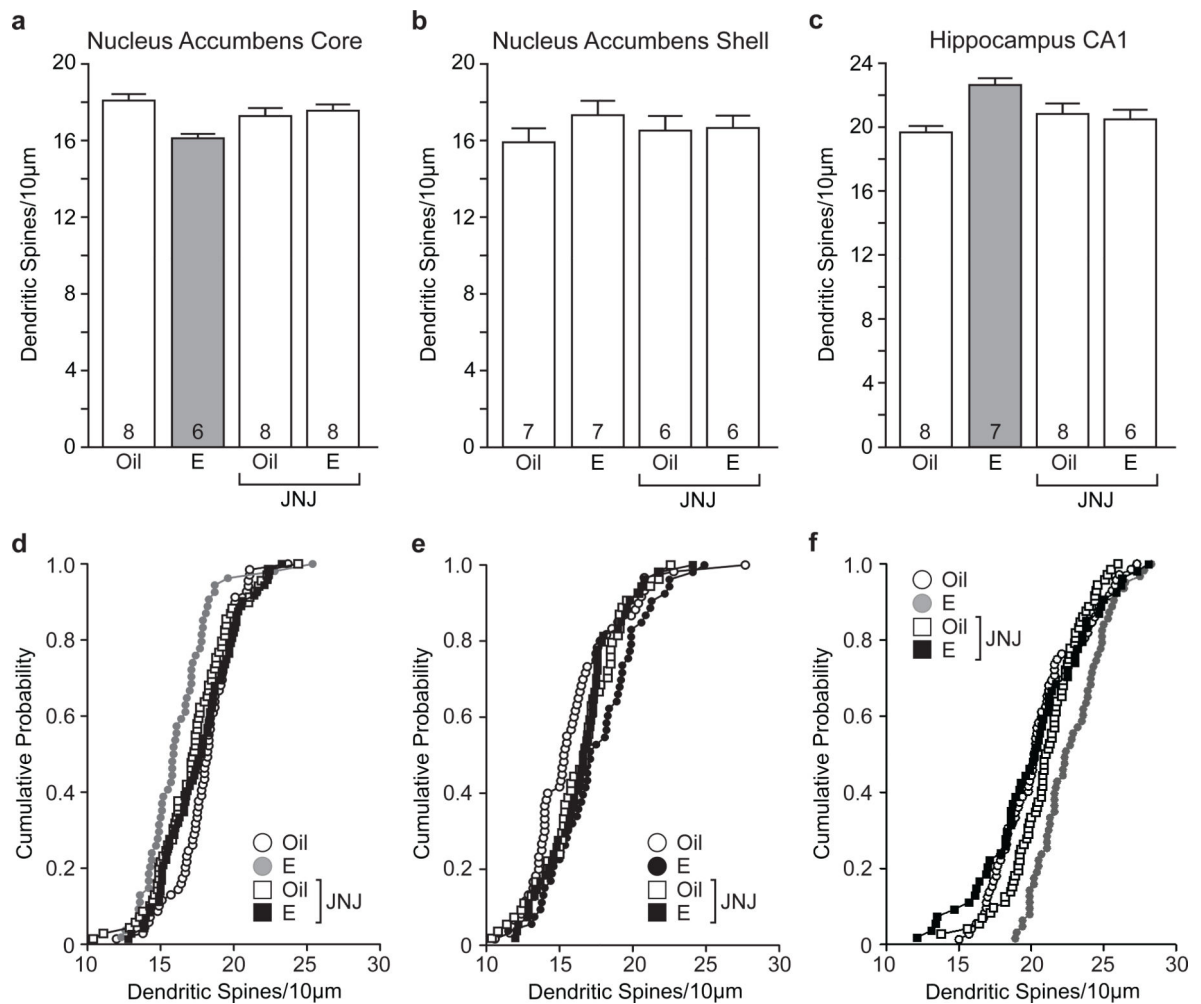 a
Nucleus Accumbens Core
Dendritic Spines/10µm
20
16
12
8
4
0
8
6
8
8
Oil
E
Oil
E
JNJ
b
Nucleus Accumbens Shell
Dendritic Spines/10µm
20
16
12
8
4
0
7
7
6
6
Oil
E
Oil
E
JNJ
c
Hippocampus CA1
Dendritic Spines/10µm
24
20
16
12
8
4
0
8
7
8
6
Oil
E
Oil
E
JNJ
d
Cumulative Probability
1.0
0.8
0.6
0.4
0.2
0
10
15
20
25
30
Dendritic Spines/10µm
Oil
E
Oil
E
JNJ
e
Cumulative Probability
1.0
0.8
0.6
0.4
0.2
0
10
15
20
25
30
Dendritic Spines/10µm
Oil
E
Oil
E
JNJ
f
Cumulative Probability
1.0
0.8
0.6
0.4
0.2
0
10
15
20
25
30
Dendritic Spines/10µm
Oil
E
Oil
E
JNJ